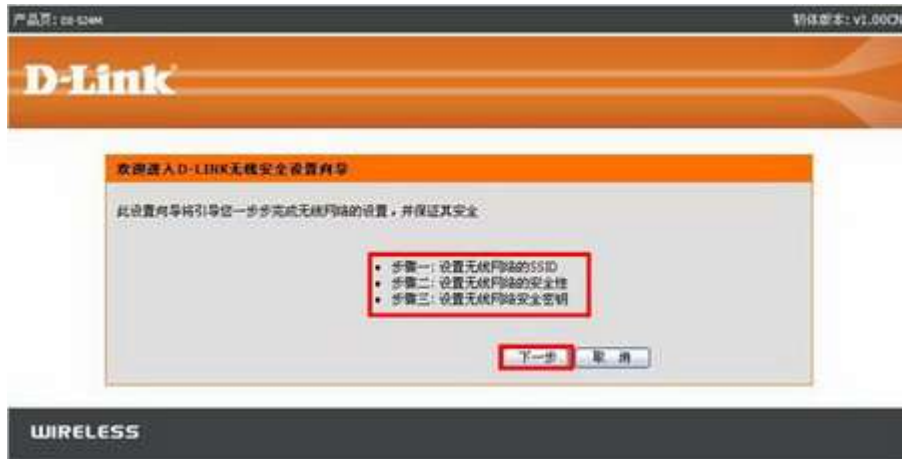 产品页: 
韧体版本: v1.00CN
D-Link
欢迎进入D-LINK无线安全设置向导
此设置向导将引导您一步步完成无线网络的设置，并保证其安全
步骤一: 设置无线网络的SSID
步骤二: 设置无线网络的安全性
步骤三: 设置无线网络安全密钥
下一步 取 消
WIRELESS